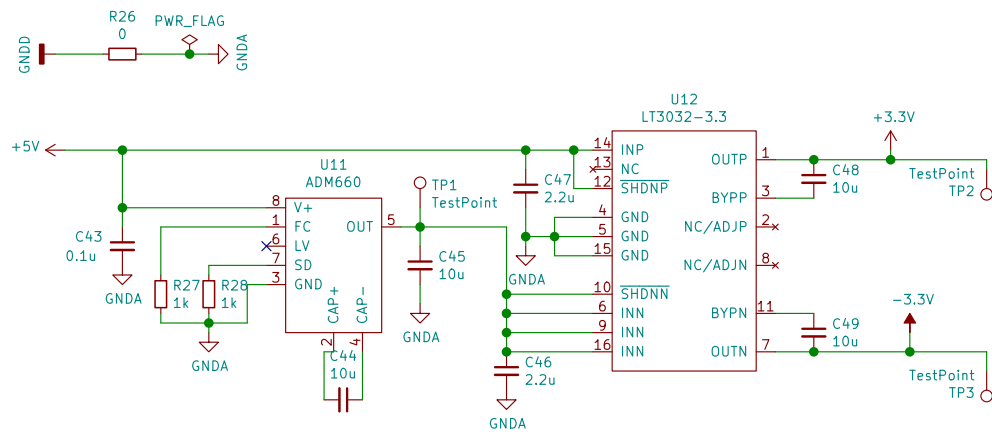 R26
0
PWR_FLAG
GNDD
GNDA
+5V
U11
ADM660
8 V+
1 FC
6 LV
7 SD
3 GND
OUT 5
CAP+
CAP-
2
4
C43
0.1u
GNDA
R27
1k
R28
1k
GNDA
C44
10u
TP1
TestPoint
C45
10u
GNDA
C47
2.2u
GNDA
C46
2.2u
GNDA
U12
LT3032-3.3
14 INP
13 NC
12 SHDNP
4 GND
5 GND
15 GND
10 SHDNN
6 INN
9 INN
16 INN
OUTP 1
BYPP 3
NC/ADJP 2
NC/ADJN 8
BYPN 11
OUTN 7
C48
10u
+3.3V
TestPoint
TP2
C49
10u
-3.3V
TestPoint
TP3